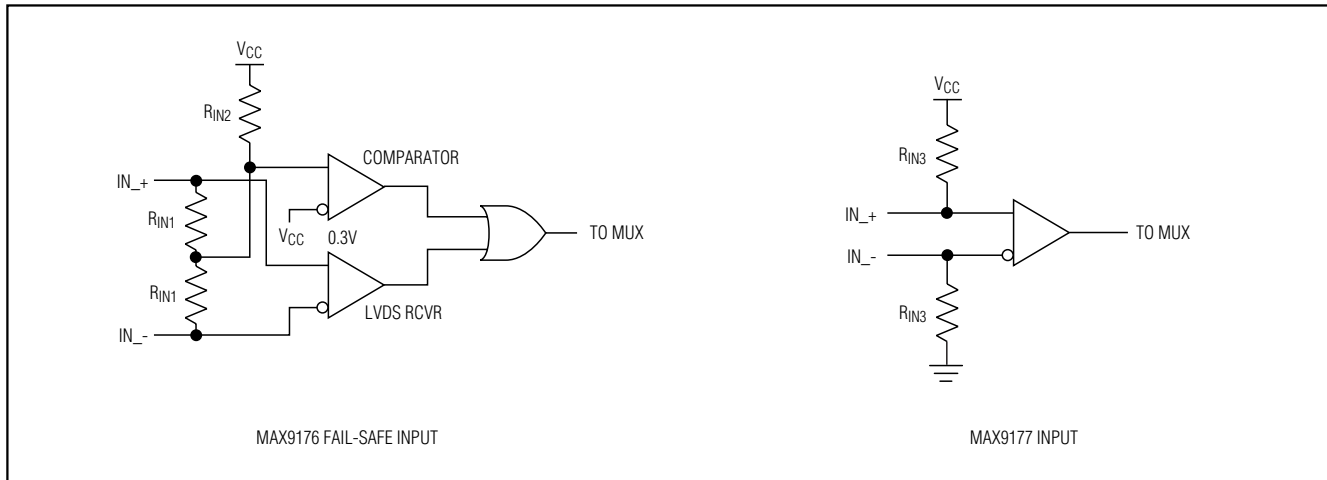 VCC
RIN2
COMPARATOR
IN_+
RIN1
VCC 0.3V
TO MUX
RIN1
LVDS RCVR
IN_-
MAX9176 FAIL-SAFE INPUT
VCC
RIN3
IN_+
TO MUX
IN_-
RIN3
MAX9177 INPUT